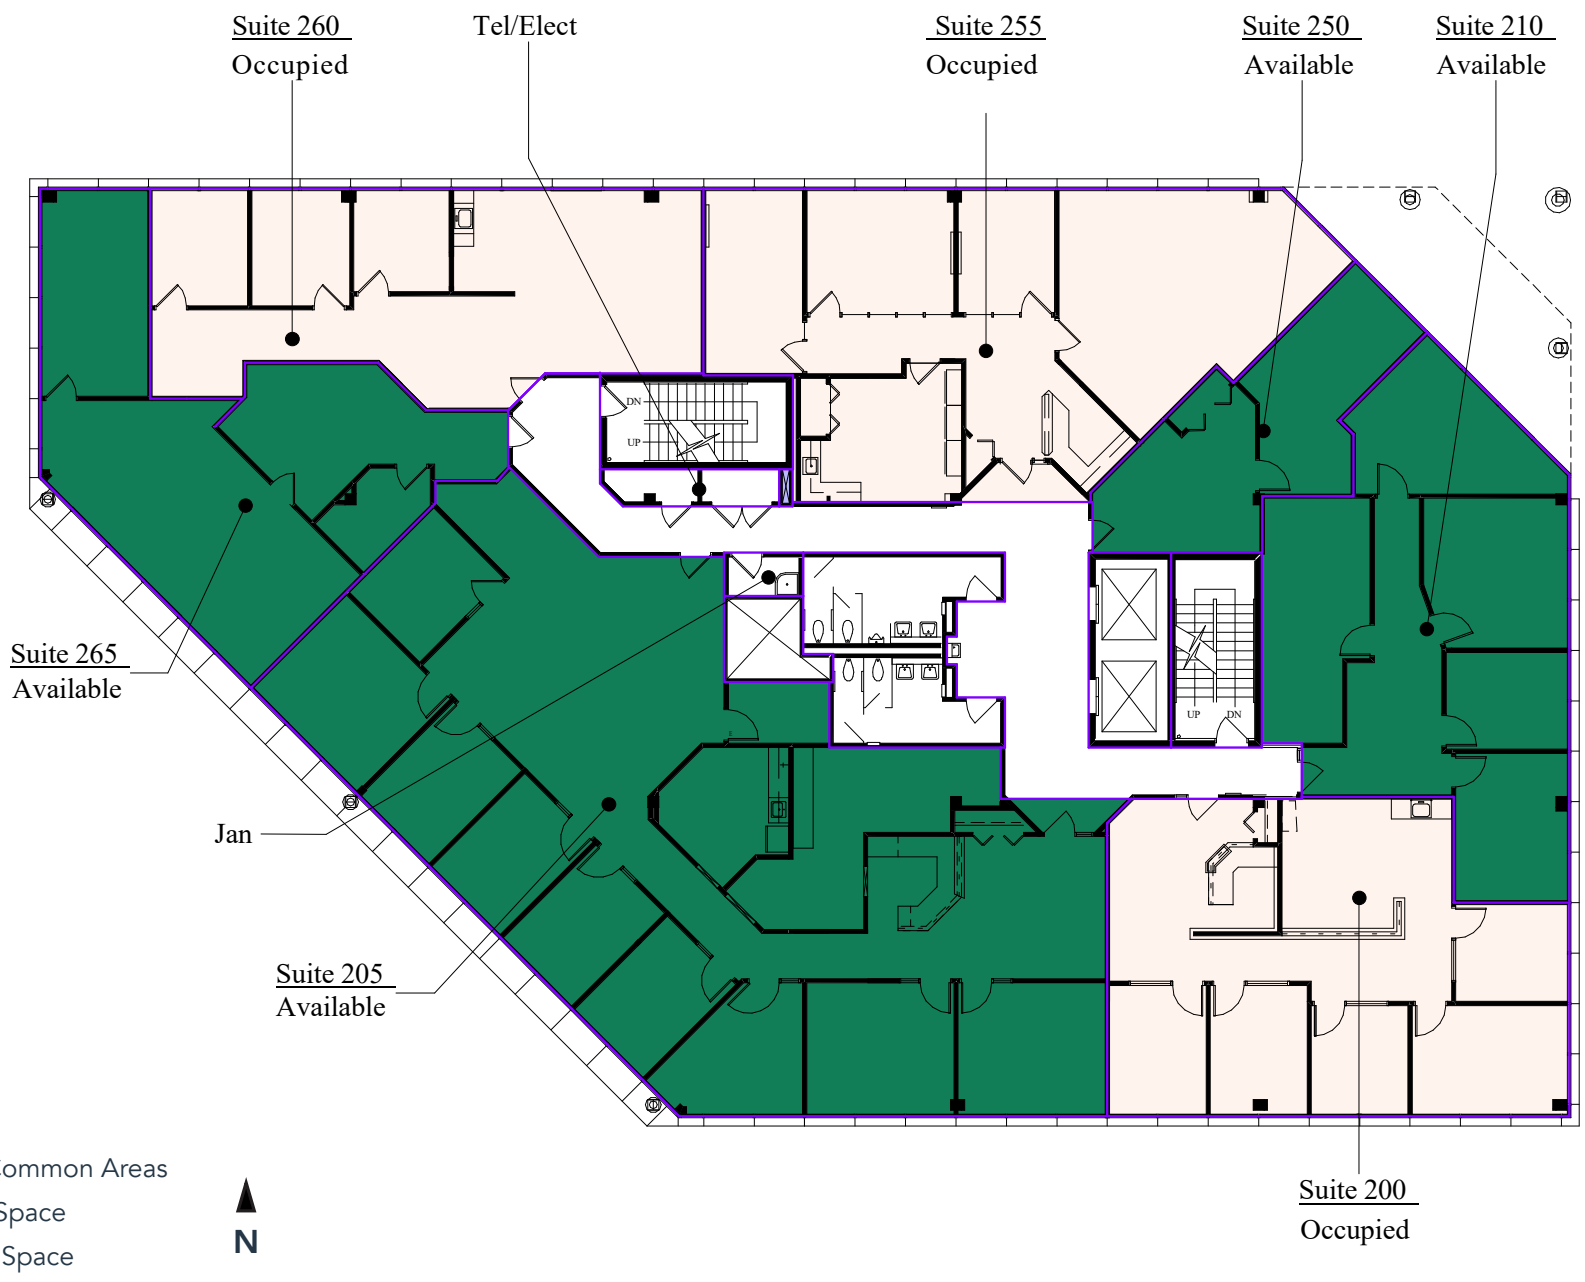 Suite 260
Occupied
Tel/Elect
Suite 255
Occupied
Suite 250
Available
Suite 210
Available
DN
UP
Suite 265
Available
UP
DN
Jan
Suite 205
Available
Common Areas
Space
Space
N
Suite 200
Occupied